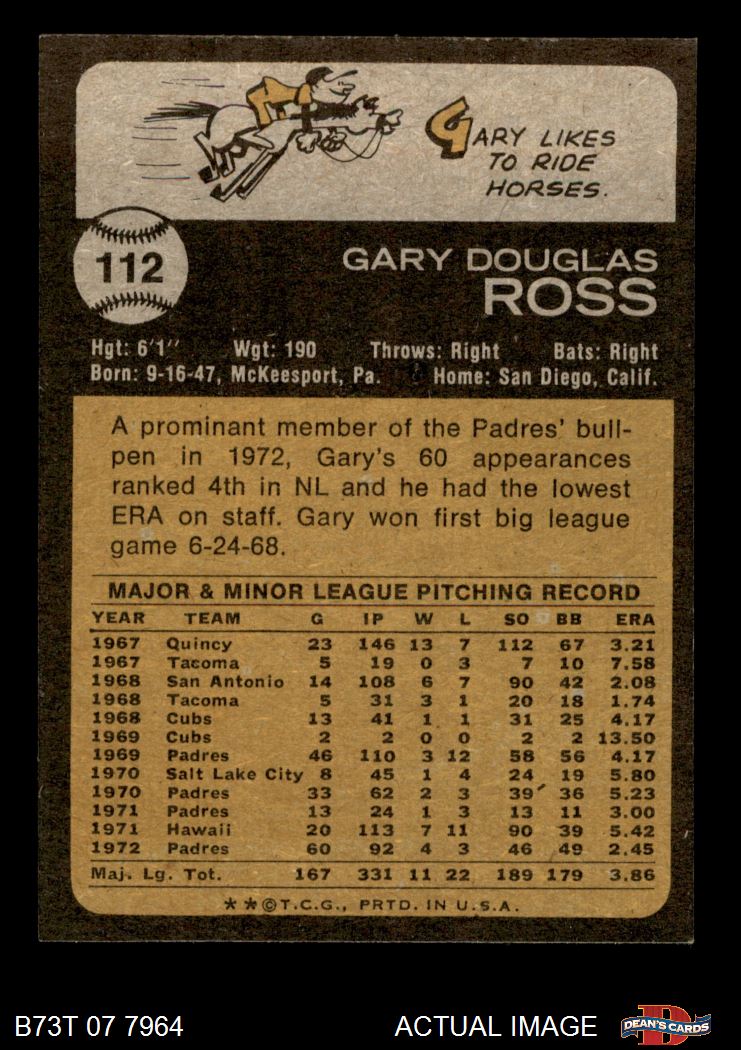 GARY LIKES
TO RIDE
HORSES.
112
GARY DOUGLAS
ROSS
Hgt: 6'1" Wgt: 190 Throws: Right Bats: Right
Born: 9-16-47, McKeesport, Pa. Home: San Diego, Calif.
A prominant member of the Padres' bull-
pen in 1972, Gary's 60 appearances
ranked 4th in NL and he had the lowest
ERA on staff. Gary won first big league
game 6-24-68.
MAJOR & MINOR LEAGUE PITCHING RECORD
YEAR TEAM G IP W L SO BB ERA
1967 Quincy 23 146 13 7 112 67 3.21
1967 Tacoma 5 19 0 3 7 10 7.58
1968 San Antonio 14 108 6 7 90 42 2.08
1968 Tacoma 5 31 3 1 20 18 1.74
1968 Cubs 13 41 1 1 31 25 4.17
1969 Cubs 2 2 0 0 2 2 13.50
1969 Padres 46 110 3 12 58 56 4.17
1970 Salt Lake City 8 45 1 4 24 19 5.80
1970 Padres 33 62 2 3 39 36 5.23
1971 Padres 13 24 1 3 13 11 3.00
1971 Hawaii 20 113 7 11 90 39 5.42
1972 Padres 60 92 4 3 46 49 2.45
Maj. Lg. Tot. 167 331 11 22 189 179 3.86
**©T.C.G., PRTD. IN U.S.A.
B73T 07 7964 ACTUAL IMAGE D DEAN'S CARDS